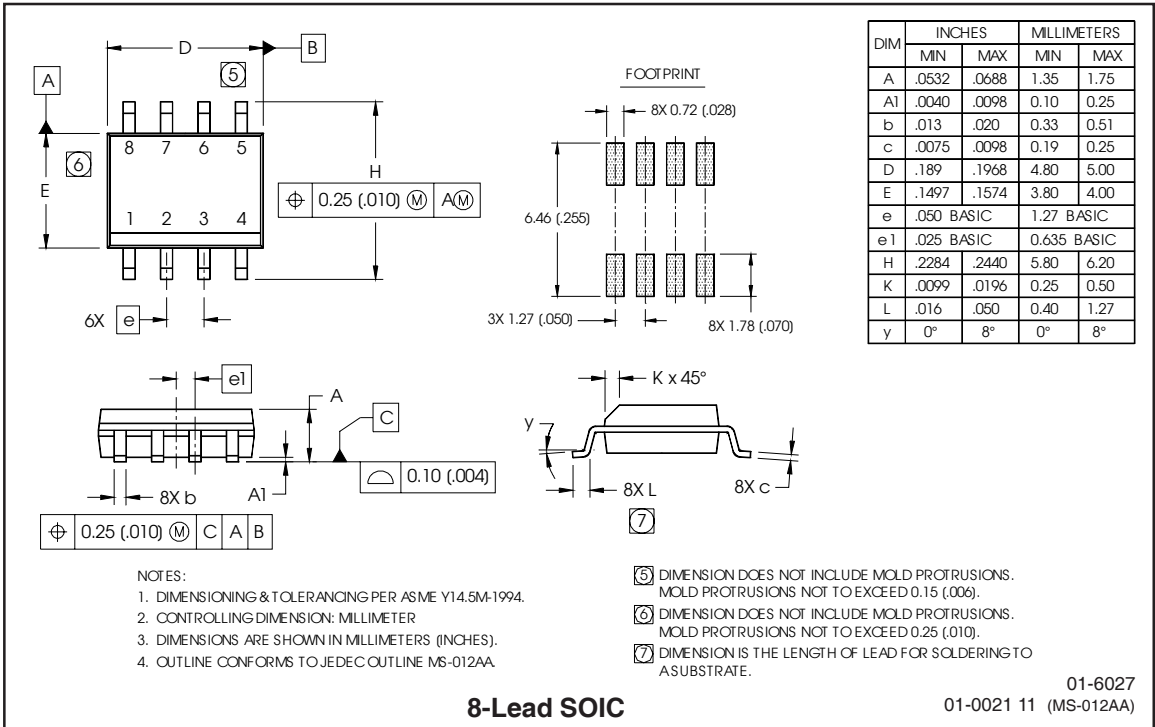 D
B
5
A
8 7 6 5
6
E
H
0.25 (.010) M A M
1 2 3 4
6X e
FOOTPRINT
8X 0.72 (.028)
6.46 (.255)
3X 1.27 (.050)
8X 1.78 (.070)
DIM INCHES MILLIMETERS
MIN MAX MIN MAX
A .0532 .0688 1.35 1.75
A1 .0040 .0098 0.10 0.25
b .013 .020 0.33 0.51
c .0075 .0098 0.19 0.25
D .189 .1968 4.80 5.00
E .1497 .1574 3.80 4.00
e .050 BASIC 1.27 BASIC
e1 .025 BASIC 0.635 BASIC
H .2284 .2440 5.80 6.20
K .0099 .0196 0.25 0.50
L .016 .050 0.40 1.27
y 0° 8° 0° 8°
e1
A
C
0.10 (.004)
8X b
A1
0.25 (.010) M C A B
K x 45°
y
8X L
8X c
7
NOTES:
1. DIMENSIONING & TOLERANCING PER ASME Y14.5M-1994.
2. CONTROLLING DIMENSION: MILLIMETER
3. DIMENSIONS ARE SHOWN IN MILLIMETERS (INCHES).
4. OUTLINE CONFORMS TO JEDEC OUTLINE MS-012AA.
5 DIMENSION DOES NOT INCLUDE MOLD PROTRUSIONS.
MOLD PROTRUSIONS NOT TO EXCEED 0.15 (.006).
6 DIMENSION DOES NOT INCLUDE MOLD PROTRUSIONS.
MOLD PROTRUSIONS NOT TO EXCEED 0.25 (.010).
7 DIMENSION IS THE LENGTH OF LEAD FOR SOLDERING TO
A SUBSTRATE.
8-Lead SOIC
01-6027
01-0021 11 (MS-012AA)